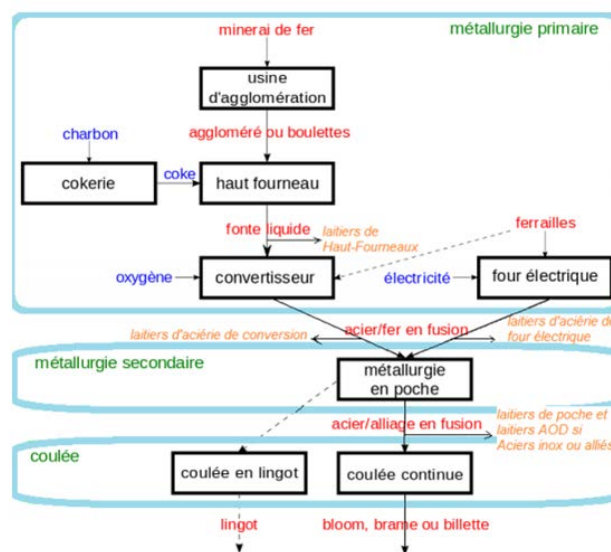 minerai de fer
métallurgie primaire
usine
d'agglomération
charbon
aggloméré ou boulettes
cokerie
coke
haut fourneau
fonte liquide
laitiers de
Haut-Fourneaux
ferrailles
oxygène
convertisseur
électricité
four électrique
laitiers d'aciérie de conversion
acier/fer en fusion
laitiers d'aciérie de
four électrique
métallurgie secondaire
métallurgie
en poche
acier/alliage en fusion
laitiers de poche et
laitiers AOD si
Aciers inox ou alliés
coulée
coulée en lingot
coulée continue
lingot
bloom, brame ou billette